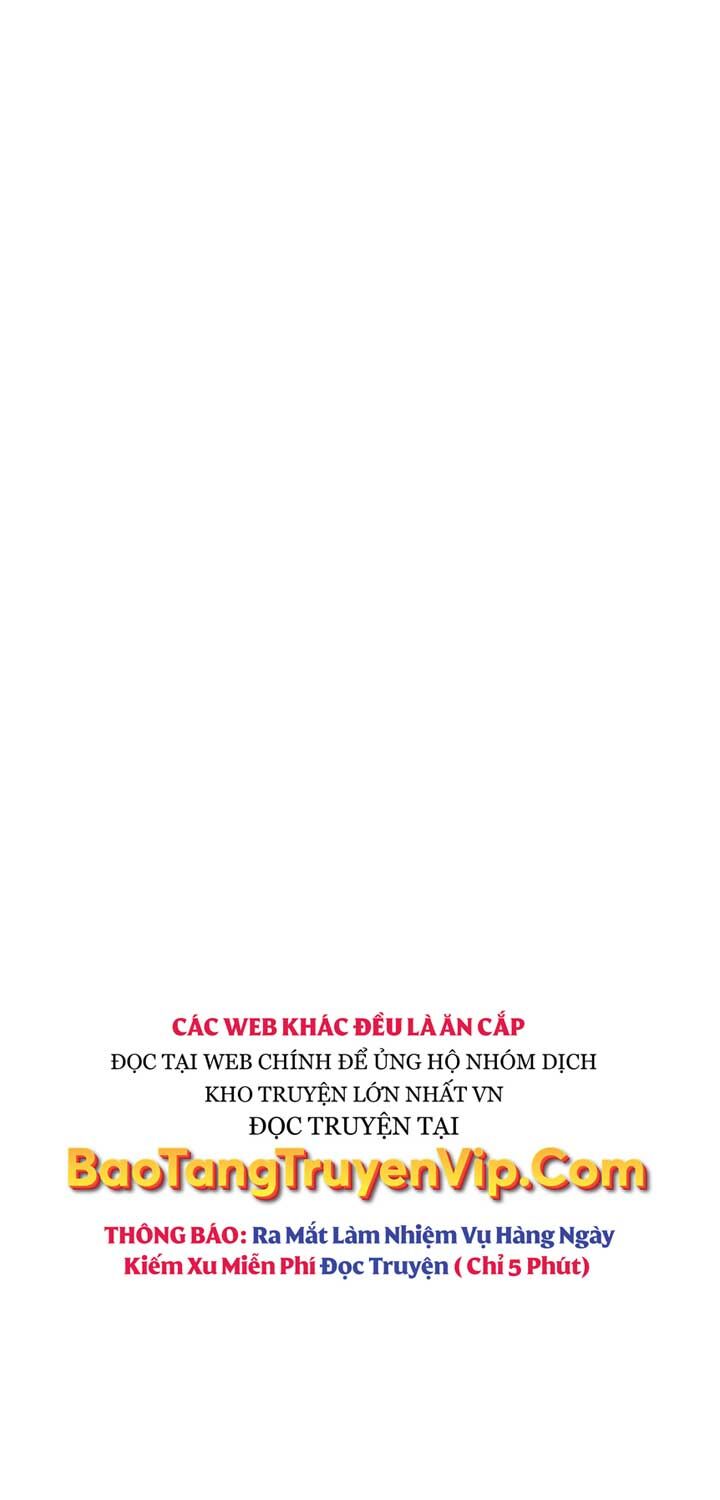 CÁC WEB KHÁC ĐỀU LÀ ĂN CẮP
ĐỌC TẠI WEB CHÍNH ĐỂ ỦNG HỘ NHÓM DỊCH
KHO TRUYỆN LỚN NHẤT VN
ĐỌC TRUYỆN TẠI
BaoTangTruyenVip.Com
THÔNG BÁO: Ra Mắt Làm Nhiệm Vụ Hàng Ngày
Kiếm Xu Miễn Phí Đọc Truyện ( Chỉ 5 Phút)